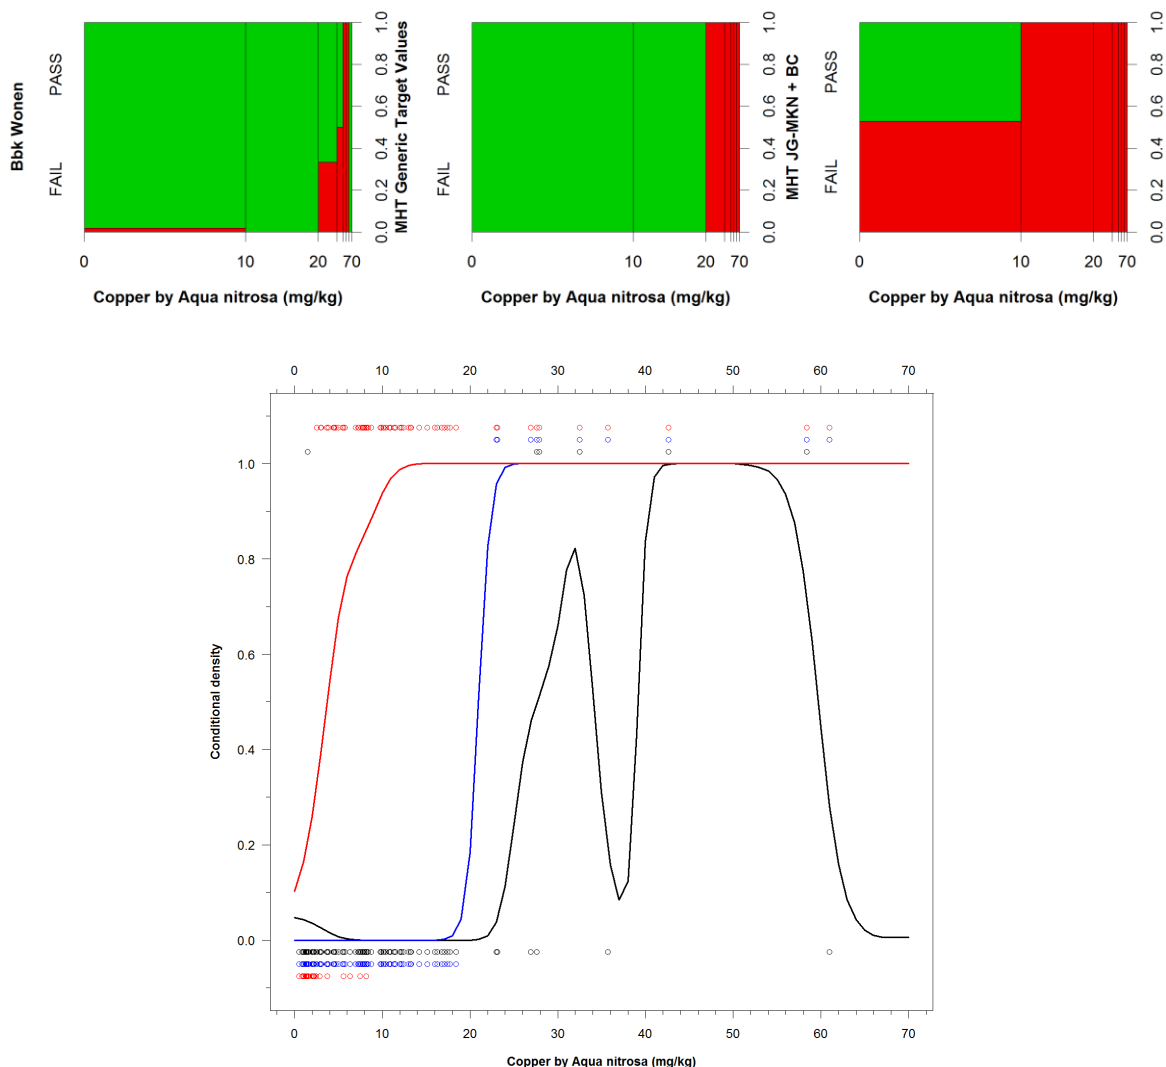 Bbk Wonen
FAIL PASS
0.0 0.2 0.4 0.6 0.8 1.0
0 10 20 70
Copper by Aqua nitrosa (mg/kg)
MHT Generic Target Values
FAIL PASS
0.0 0.2 0.4 0.6 0.8 1.0
0 10 20 70
Copper by Aqua nitrosa (mg/kg)
MHT JG-MKN + BC
FAIL PASS
0.0 0.2 0.4 0.6 0.8 1.0
0 10 20 70
Copper by Aqua nitrosa (mg/kg)
0 10 20 30 40 50 60 70
1.0
0.8
0.6
0.4
0.2
0.0
Conditional density
0 10 20 30 40 50 60 70
Copper by Aqua nitrosa (mg/kg)